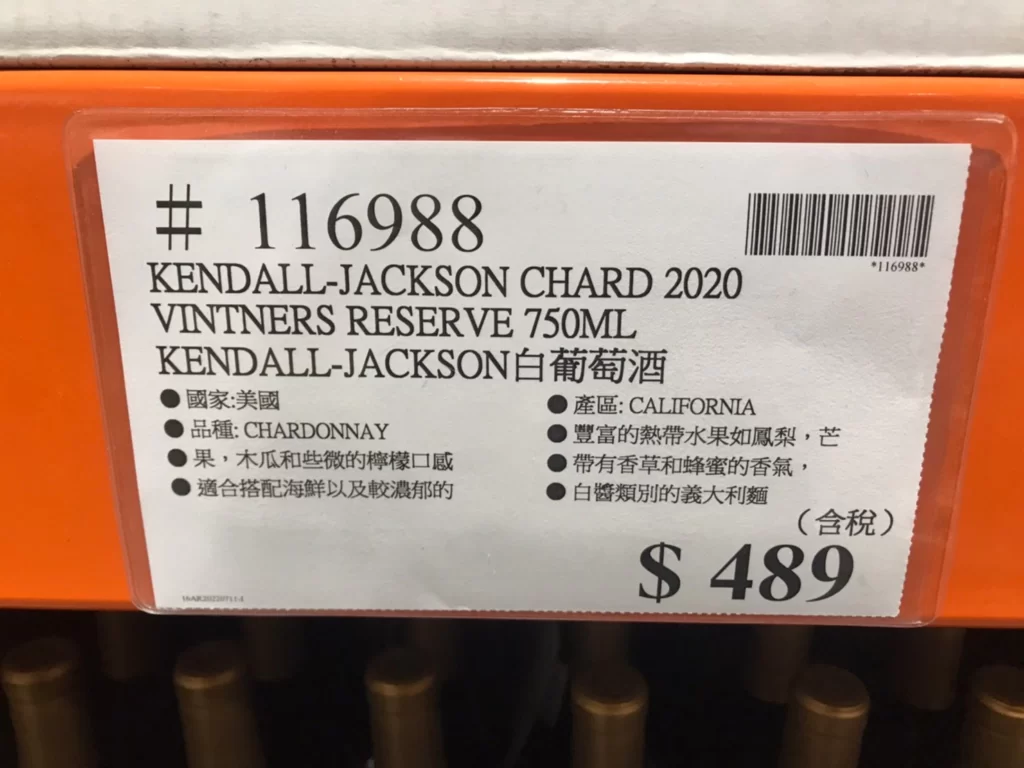 # 116988
*116988*
KENDALL-JACKSON CHARD 2020
VINTNERS RESERVE 750ML
KENDALL-JACKSON白葡萄酒
●國家:美國
●產區: CALIFORNIA
●品種: CHARDONNAY
●豐富的熱帶水果如鳳梨，芒
●果，木瓜和些微的檸檬口感
●帶有香草和蜂蜜的香氣，
●適合搭配海鮮以及較濃郁的
●白醬類別的義大利麵
（含稅）
$ 489